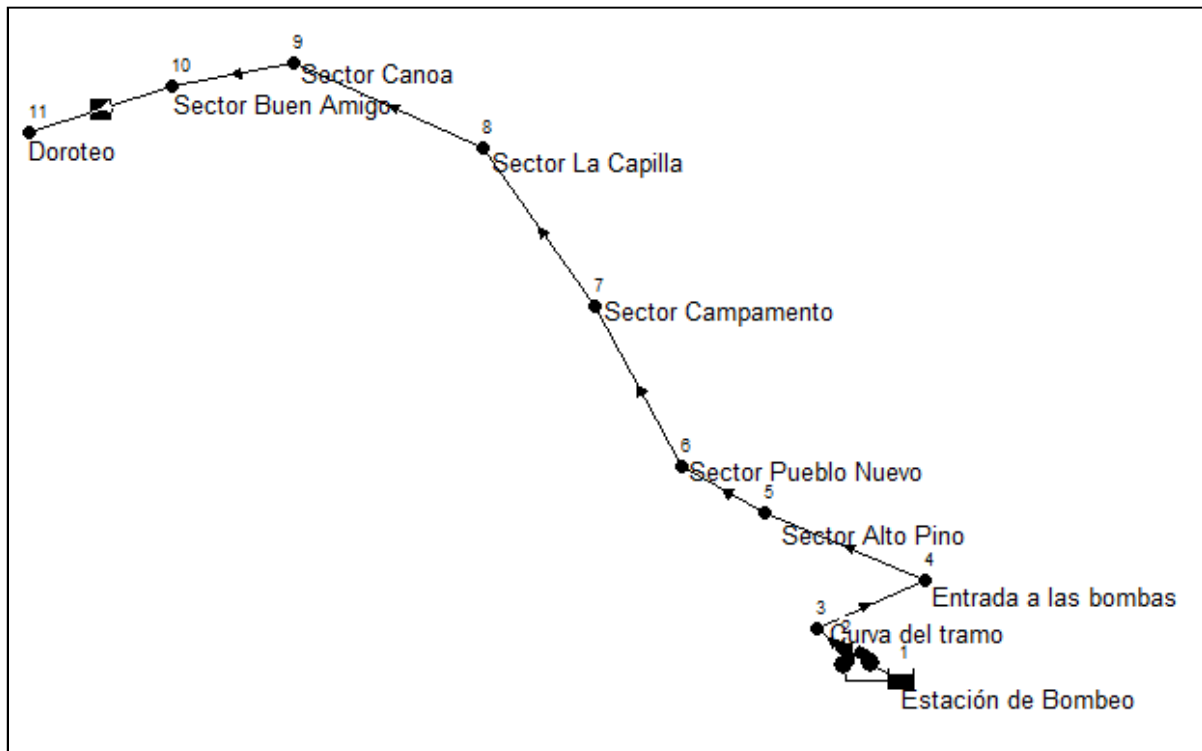 9
Sector Canoa
10
Sector Buen Amigo
11
Doroteo
8
Sector La Capilla
7
Sector Campamento
6
Sector Pueblo Nuevo
5
Sector Alto Pino
4
Entrada a las bombas
3
Curva del tramo
2
1
Estación de Bombeo